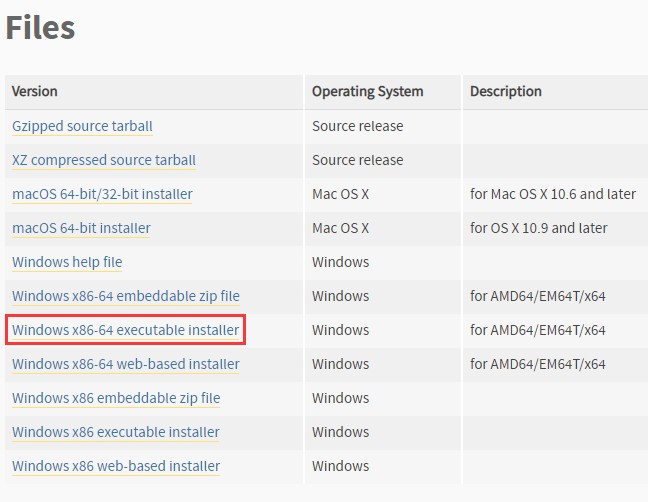 Files
Version Operating System Description
Gzipped source tarball Source release
XZ compressed source tarball Source release
macOS 64-bit/32-bit installer Mac OS X for Mac OS X 10.6 and later
macOS 64-bit installer Mac OS X for OS X 10.9 and later
Windows help file Windows
Windows x86-64 embeddable zip file Windows for AMD64/EM64T/x64
Windows x86-64 executable installer Windows for AMD64/EM64T/x64
Windows x86-64 web-based installer Windows for AMD64/EM64T/x64
Windows x86 embeddable zip file Windows
Windows x86 executable installer Windows
Windows x86 web-based installer Windows